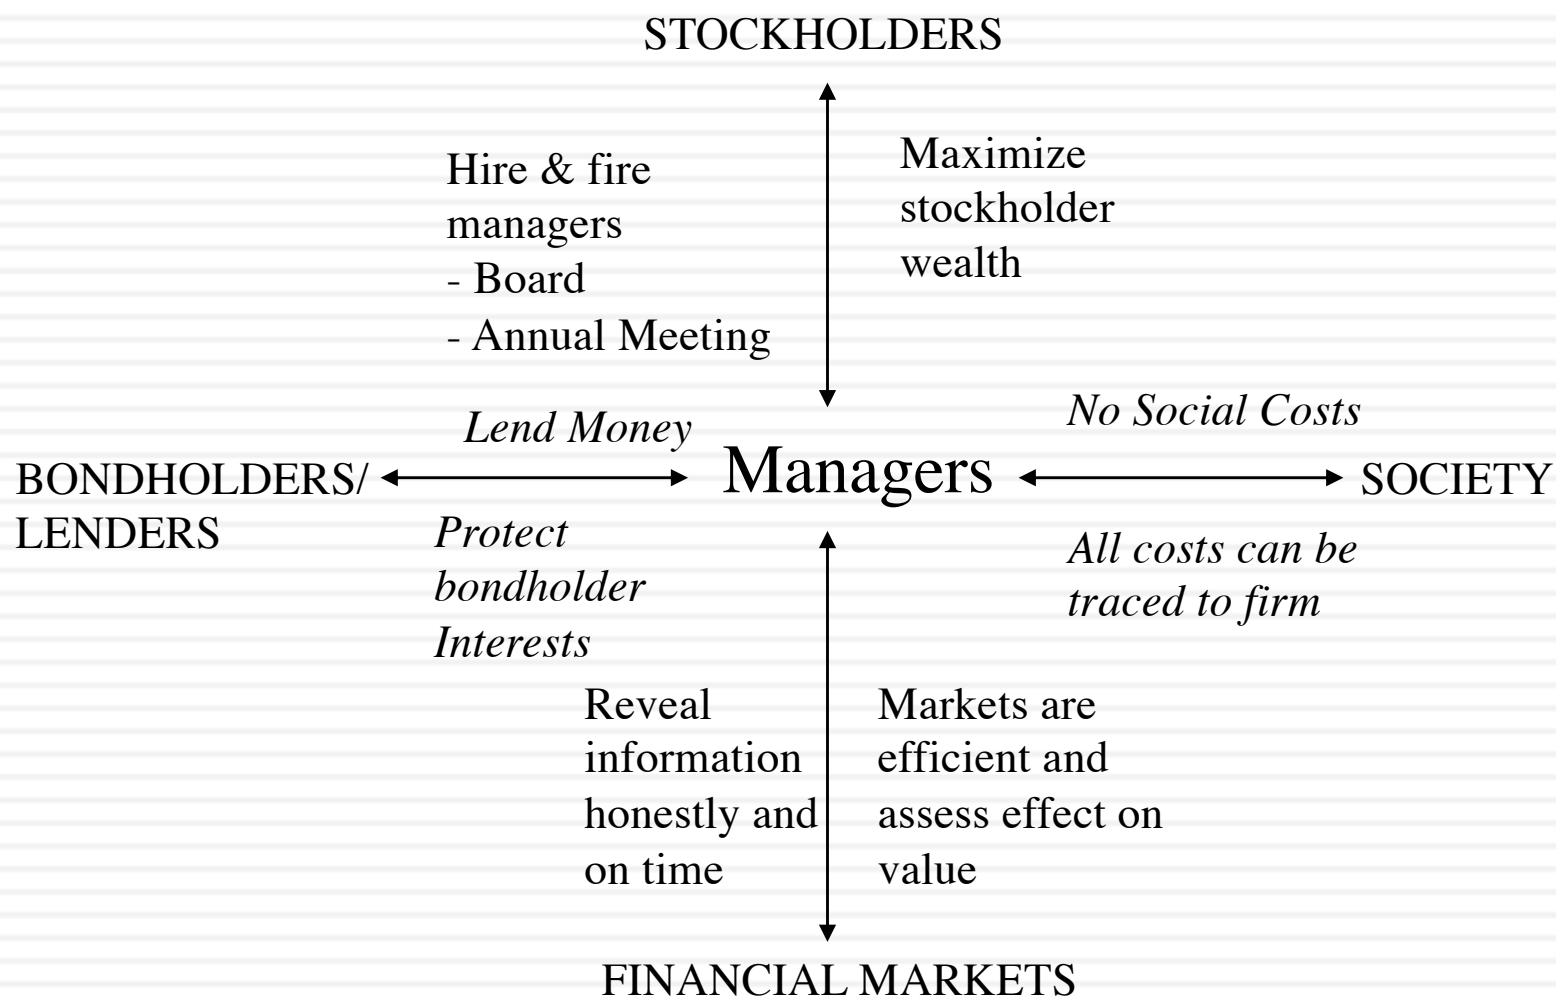 STOCKHOLDERS
Hire & fire
managers
- Board
- Annual Meeting
Maximize
stockholder
wealth
Lend Money
No Social Costs
BONDHOLDERS/
LENDERS
Managers
SOCIETY
Protect
bondholder
Interests
All costs can be
traced to firm
Reveal
information
honestly and
on time
Markets are
efficient and
assess effect on
value
FINANCIAL MARKETS